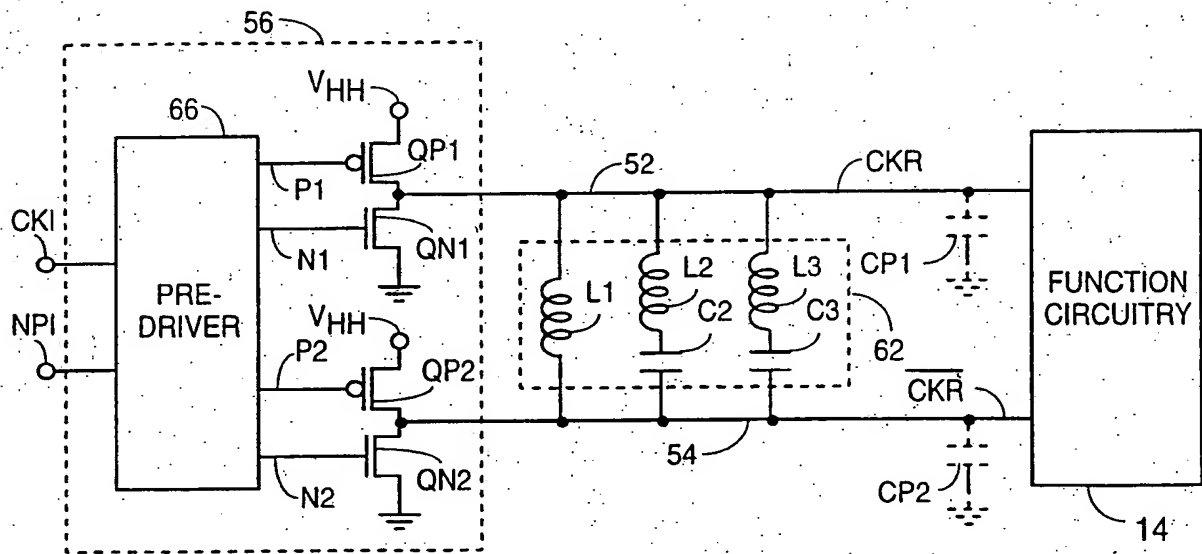 56
VHH
66
QP1
P1
52
CKR
CKI
N1
QN1
L2
L3
CP1
PRE-
DRIVER
L1
C2
C3
FUNCTION
CIRCUITRY
NPI
VHH
62
P2
QP2
CKR
54
N2
QN2
CP2
14